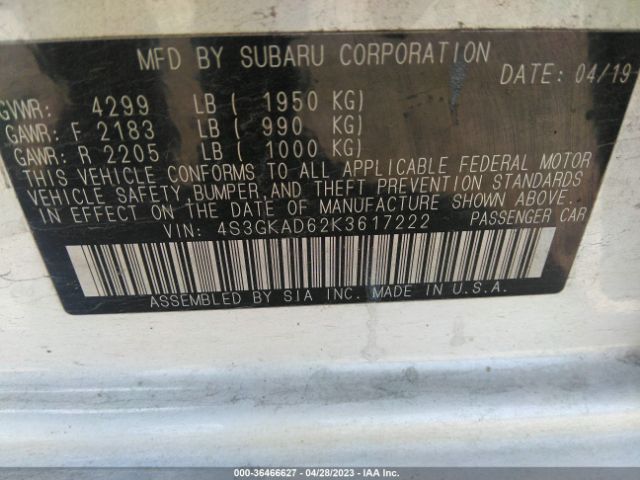 MFD BY SUBARU CORPORATION
DATE: 04/19
GVWR: 4299 LB ( 1950 KG)
GAWR: F 2183 LB ( 990 KG)
GAWR: R 2205 LB ( 1000 KG)
THIS VEHICLE CONFORMS TO ALL APPLICABLE FEDERAL MOTOR
VEHICLE SAFETY, BUMPER, AND THEFT PREVENTION STANDARDS
IN EFFECT ON THE DATE OF MANUFACTURE SHOWN ABOVE.
VIN: 4S3GKAD62K3617222 PASSENGER CAR
ASSEMBLED BY SIA INC. MADE IN U.S.A.
000-36466627 - 04/28/2023 - IAA Inc.